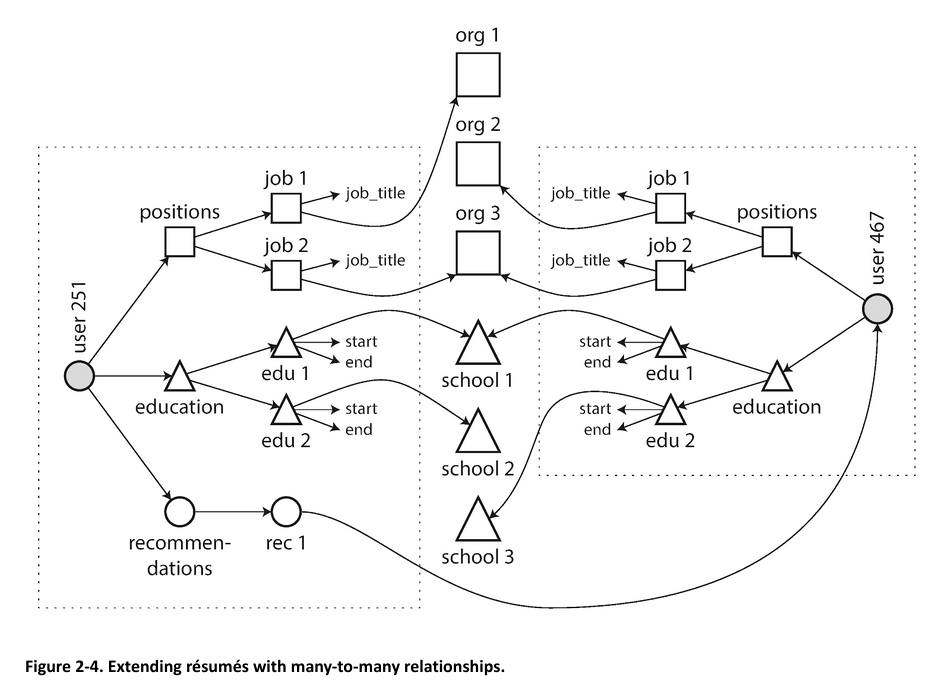 org 1
org 2
org 3
user 251
positions
job 1
job_title
job 2
job_title
education
edu 1
start
end
edu 2
start
end
recommen-
dations
rec 1
school 1
school 2
school 3
job 1
job_title
job 2
job_title
positions
user 467
start
end
edu 1
start
end
edu 2
education
Figure 2-4. Extending résumés with many-to-many relationships.